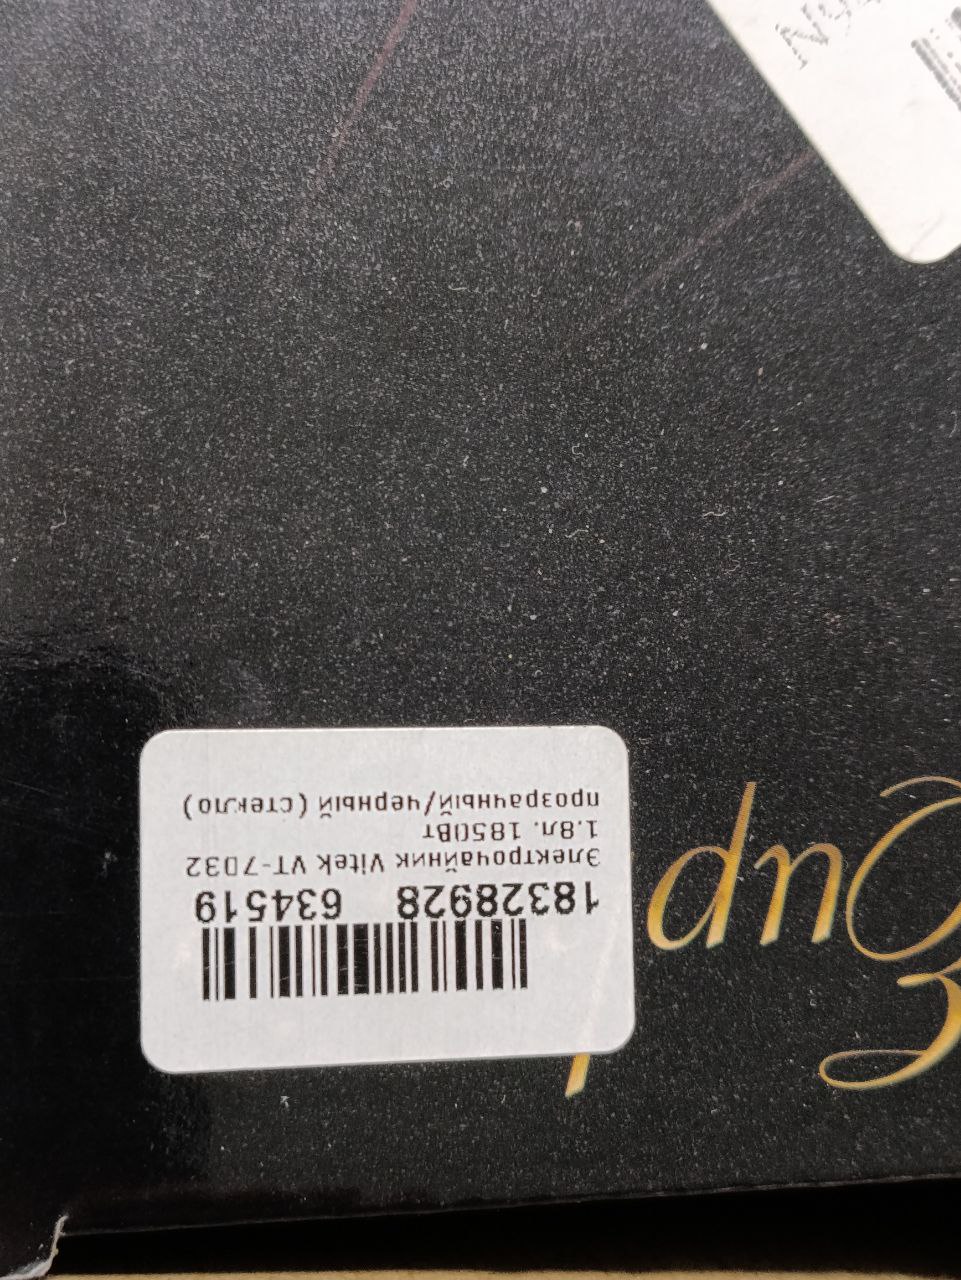 18328928 634519
Электрочайник Vitek VT-7032
1.8л. 1850Вт
прозрачный/черный (стекло)